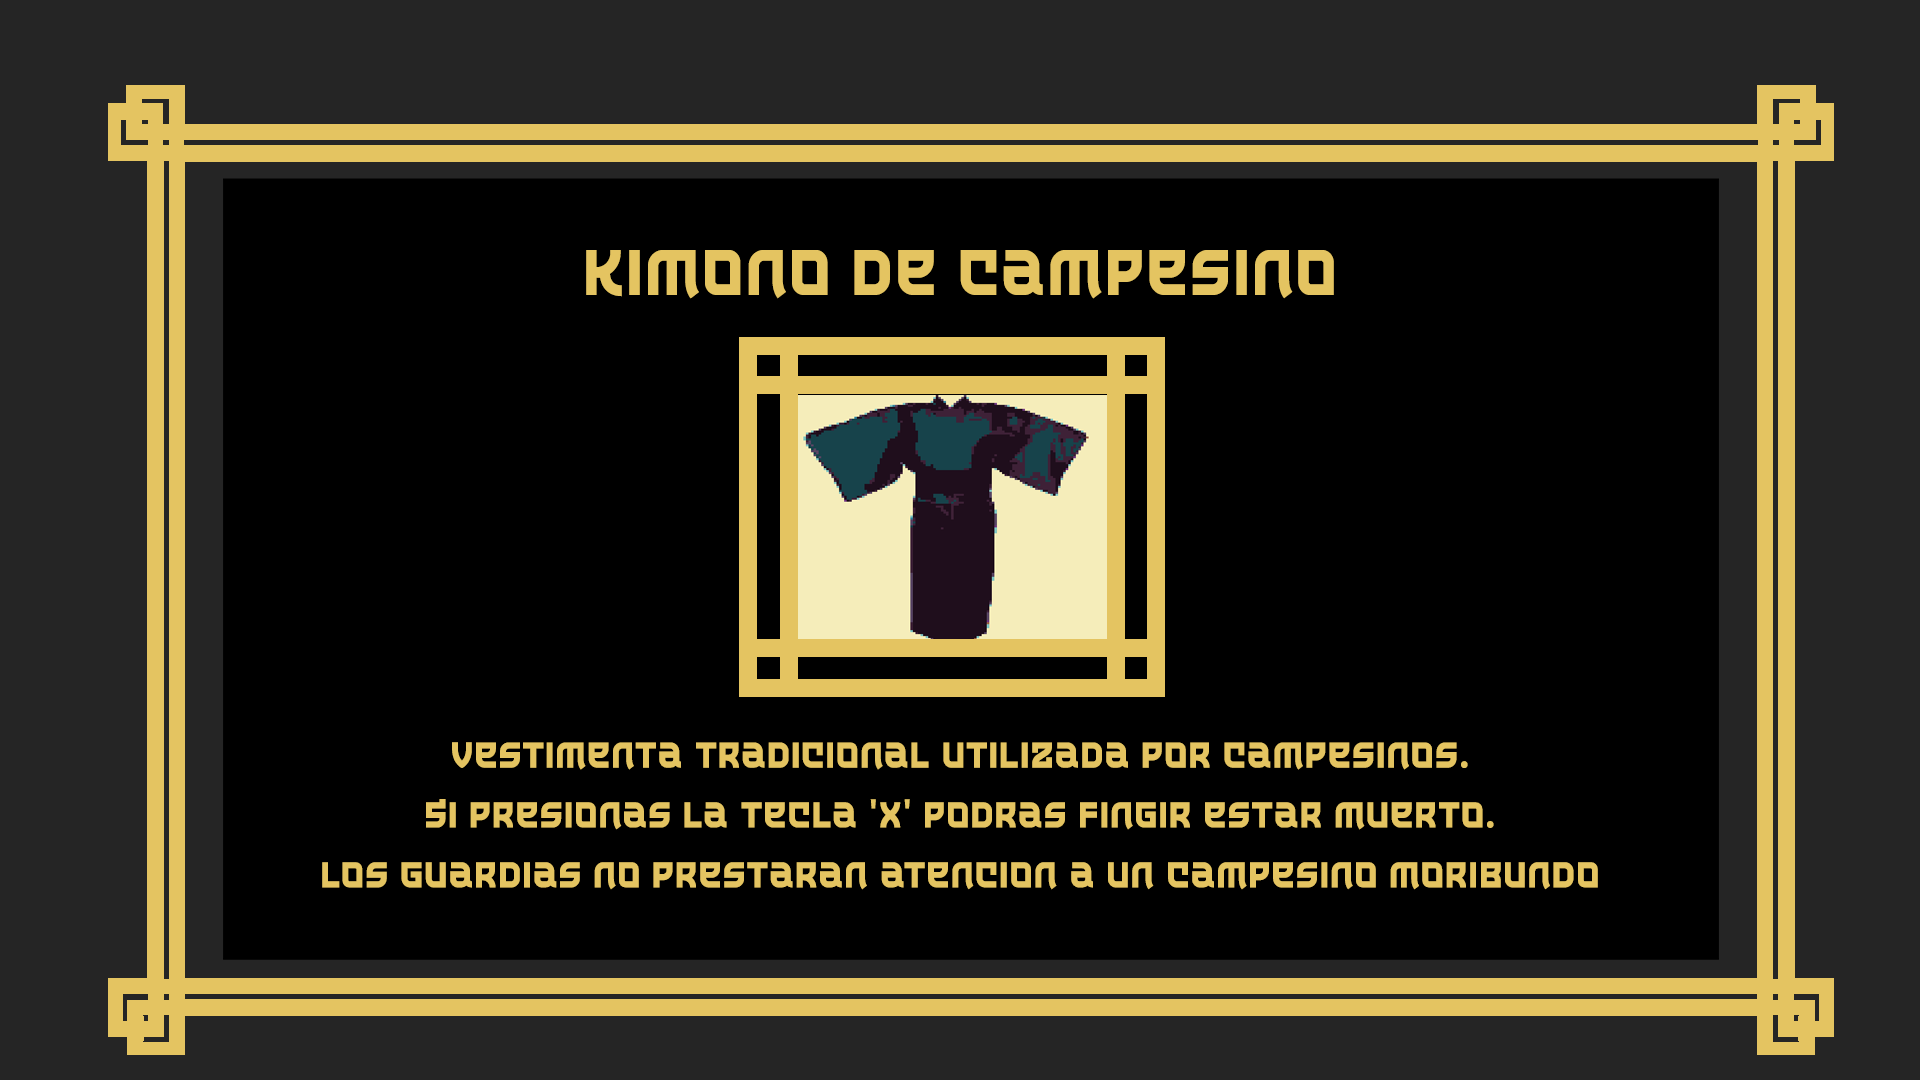 KIMONO DE CAMPESINO
VESTIMENTA TRADICIONAL UTILIZADA POR CAMPESINOS.
SI PRESIONAS LA TECLA 'X' PODRAS FINGIR ESTAR MUERTO.
LOS GUARDIAS NO PRESTARAN ATENCION A UN CAMPESINO MORIBUNDO